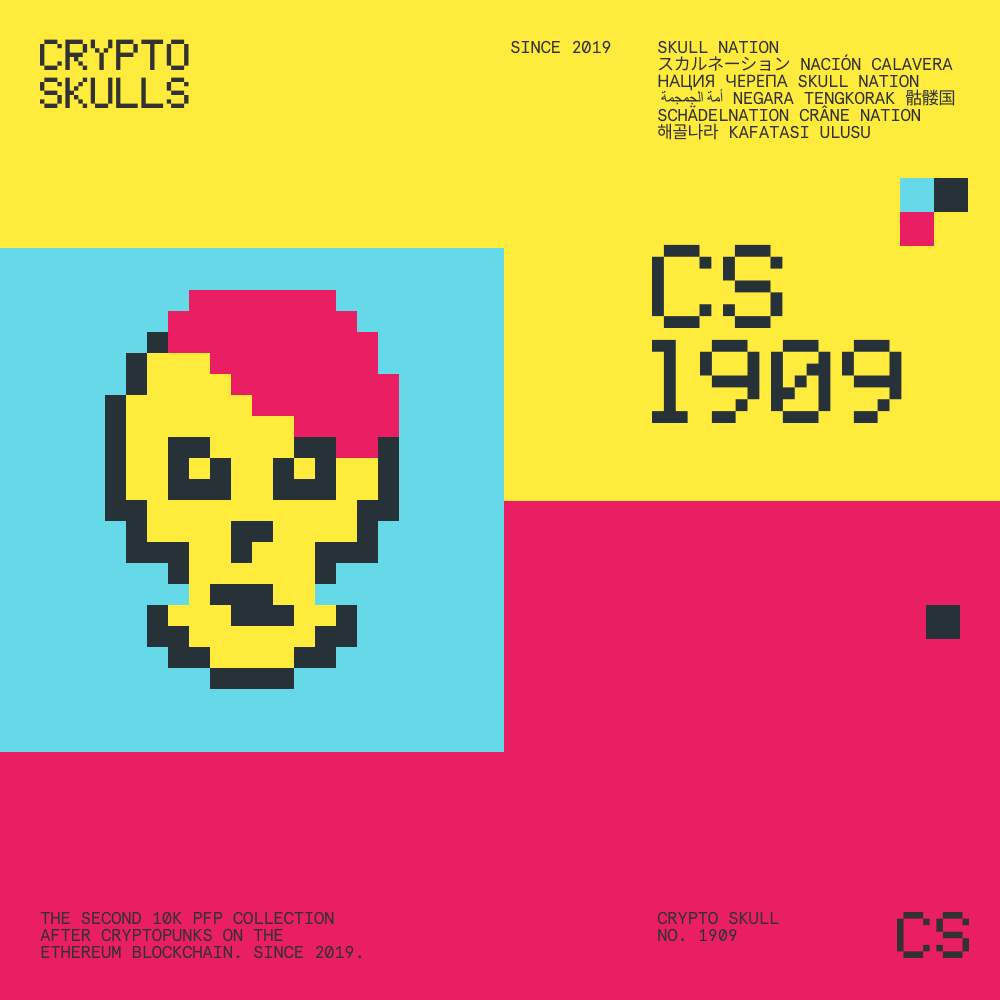 CRYPTO
SKULLS
SINCE 2019
SKULL NATION
スカルネーション NACIÓN CALAVERA
НАЦИЯ ЧЕРЕПА SKULL NATION
أمة الجمجمة NEGARA TENGKORAK 骷髅国
SCHÄDELNATION CRÂNE NATION
해골나라 KAFATASI ULUSU
CS
1909
THE SECOND 10K PFP COLLECTION
AFTER CRYPTOPUNKS ON THE
ETHEREUM BLOCKCHAIN. SINCE 2019.
CRYPTO SKULL
NO. 1909
CS